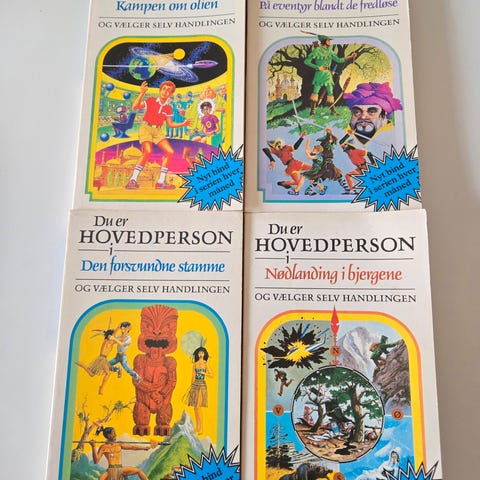 Kampen om olien
OG VÆLGER SELV HANDLINGEN
Nyt bind
i serien hver
måned
På eventyr blandt de fredløse
OG VÆLGER SELV HANDLINGEN
Nyt bind
i serien hver
måned
Du er
HOVEDPERSON
i
Den forsvundne stamme
OG VÆLGER SELV HANDLINGEN
bind
hver
Du er
HOVEDPERSON
i
Nødlanding i bjergene
OG VÆLGER SELV HANDLINGEN
N
V
Ø
S